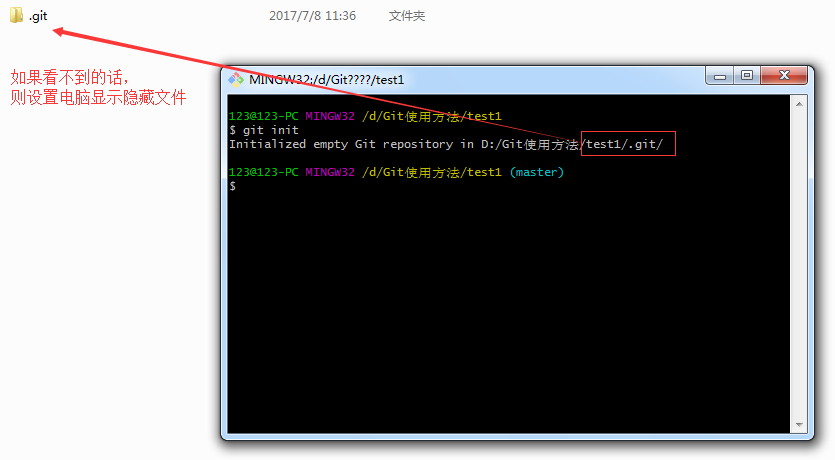 .git 2017/7/8 11:36 文件夹
如果看不到的话，
则设置电脑显示隐藏文件
MINGW32:/d/Git????/test1
123@123-PC MINGW32 /d/Git使用方法/test1
$ git init
Initialized empty Git repository in D:/Git使用方法/test1/.git/
123@123-PC MINGW32 /d/Git使用方法/test1 (master)
$